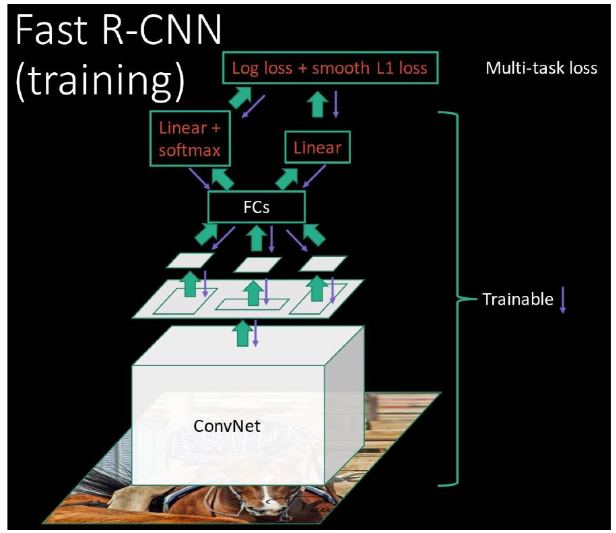 Fast R-CNN
(training)
Log loss + smooth L1 loss
Multi-task loss
Linear +
softmax
Linear
FCs
Trainable
ConvNet